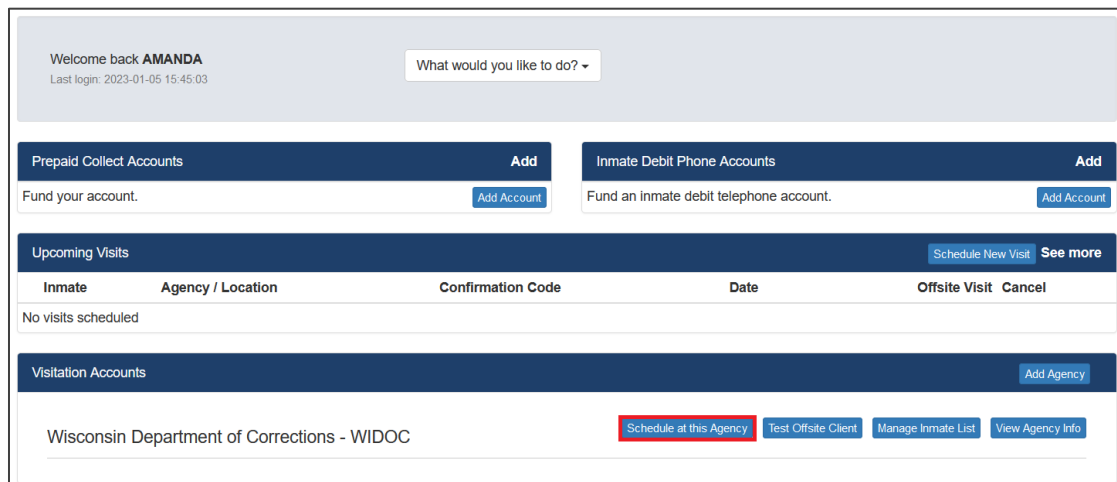 Welcome back AMANDA
Last login: 2023-01-05 15:45:03
What would you like to do?
Prepaid Collect Accounts Add
Fund your account. Add Account
Inmate Debit Phone Accounts Add
Fund an inmate debit telephone account. Add Account
Upcoming Visits Schedule New Visit See more
Inmate Agency / Location Confirmation Code Date Offsite Visit Cancel
No visits scheduled
Visitation Accounts Add Agency
Wisconsin Department of Corrections - WIDOC Schedule at this Agency Test Offsite Client Manage Inmate List View Agency Info